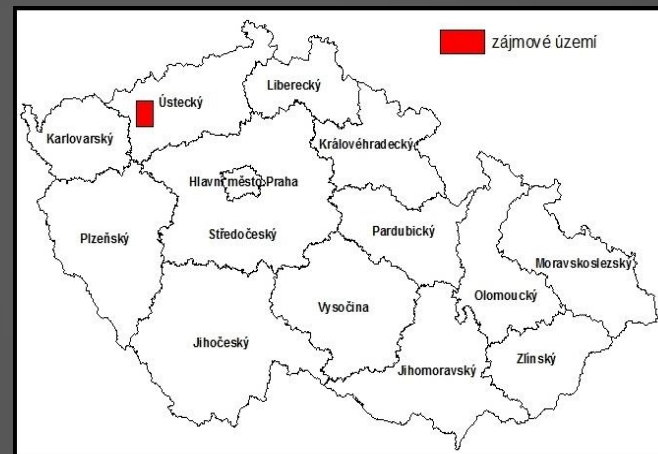 zájmové území
Liberecký
Ústecký
Karlovarský
Královéhradecký
Hlavní město Praha
Plzeňský
Středočeský
Pardubický
Moravskoslezský
Olomoucký
Vysočina
Jihočeský
Zlínský
Jihomoravský